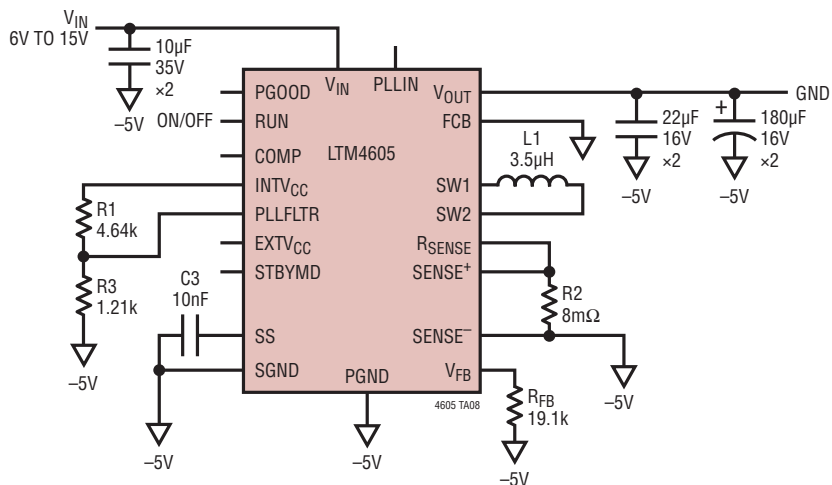 VIN
6V TO 15V
10µF
35V
×2
–5V
ON/OFF
PGOOD
RUN
COMP
INTVCC
PLLFLTR
EXTVCC
STBYMD
SS
SGND
VIN
PLLIN
LTM4605
PGND
VOUT
FCB
SW1
SW2
RSENSE
SENSE+
SENSE–
VFB
R1
4.64k
R3
1.21k
–5V
C3
10nF
–5V
–5V
L1
3.5µH
R2
8mΩ
–5V
RFB
19.1k
–5V
4605 TA08
GND
22µF
16V
×2
–5V
+
180µF
16V
×2
–5V